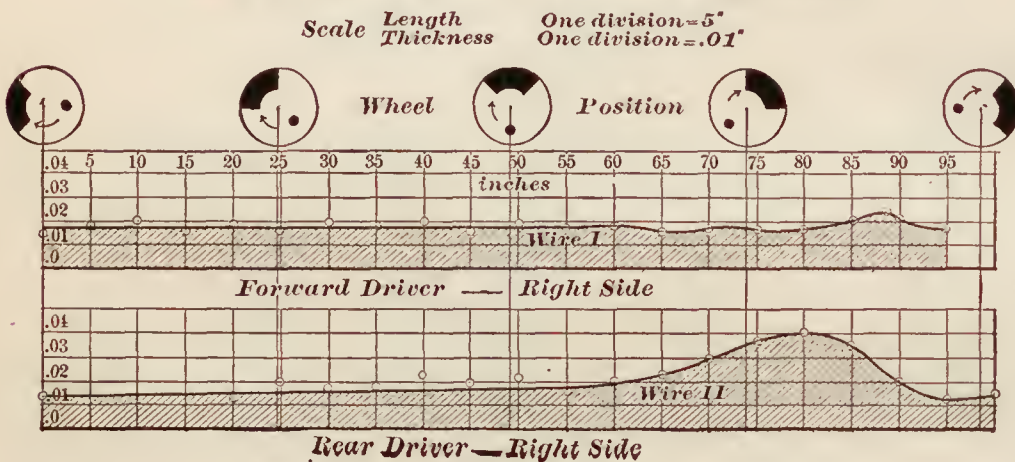 Scale Length One division=5"
Thickness One division=.01"
Wheel Position
.04 5 10 15 20 25 30 35 40 45 50 55 60 65 70 75 80 85 90 95
.03 inches
.02
.01 Wire I
.0
Forward Driver — Right Side
.04
.03
.02
.01 Wire II
.0
Rear Driver — Right Side